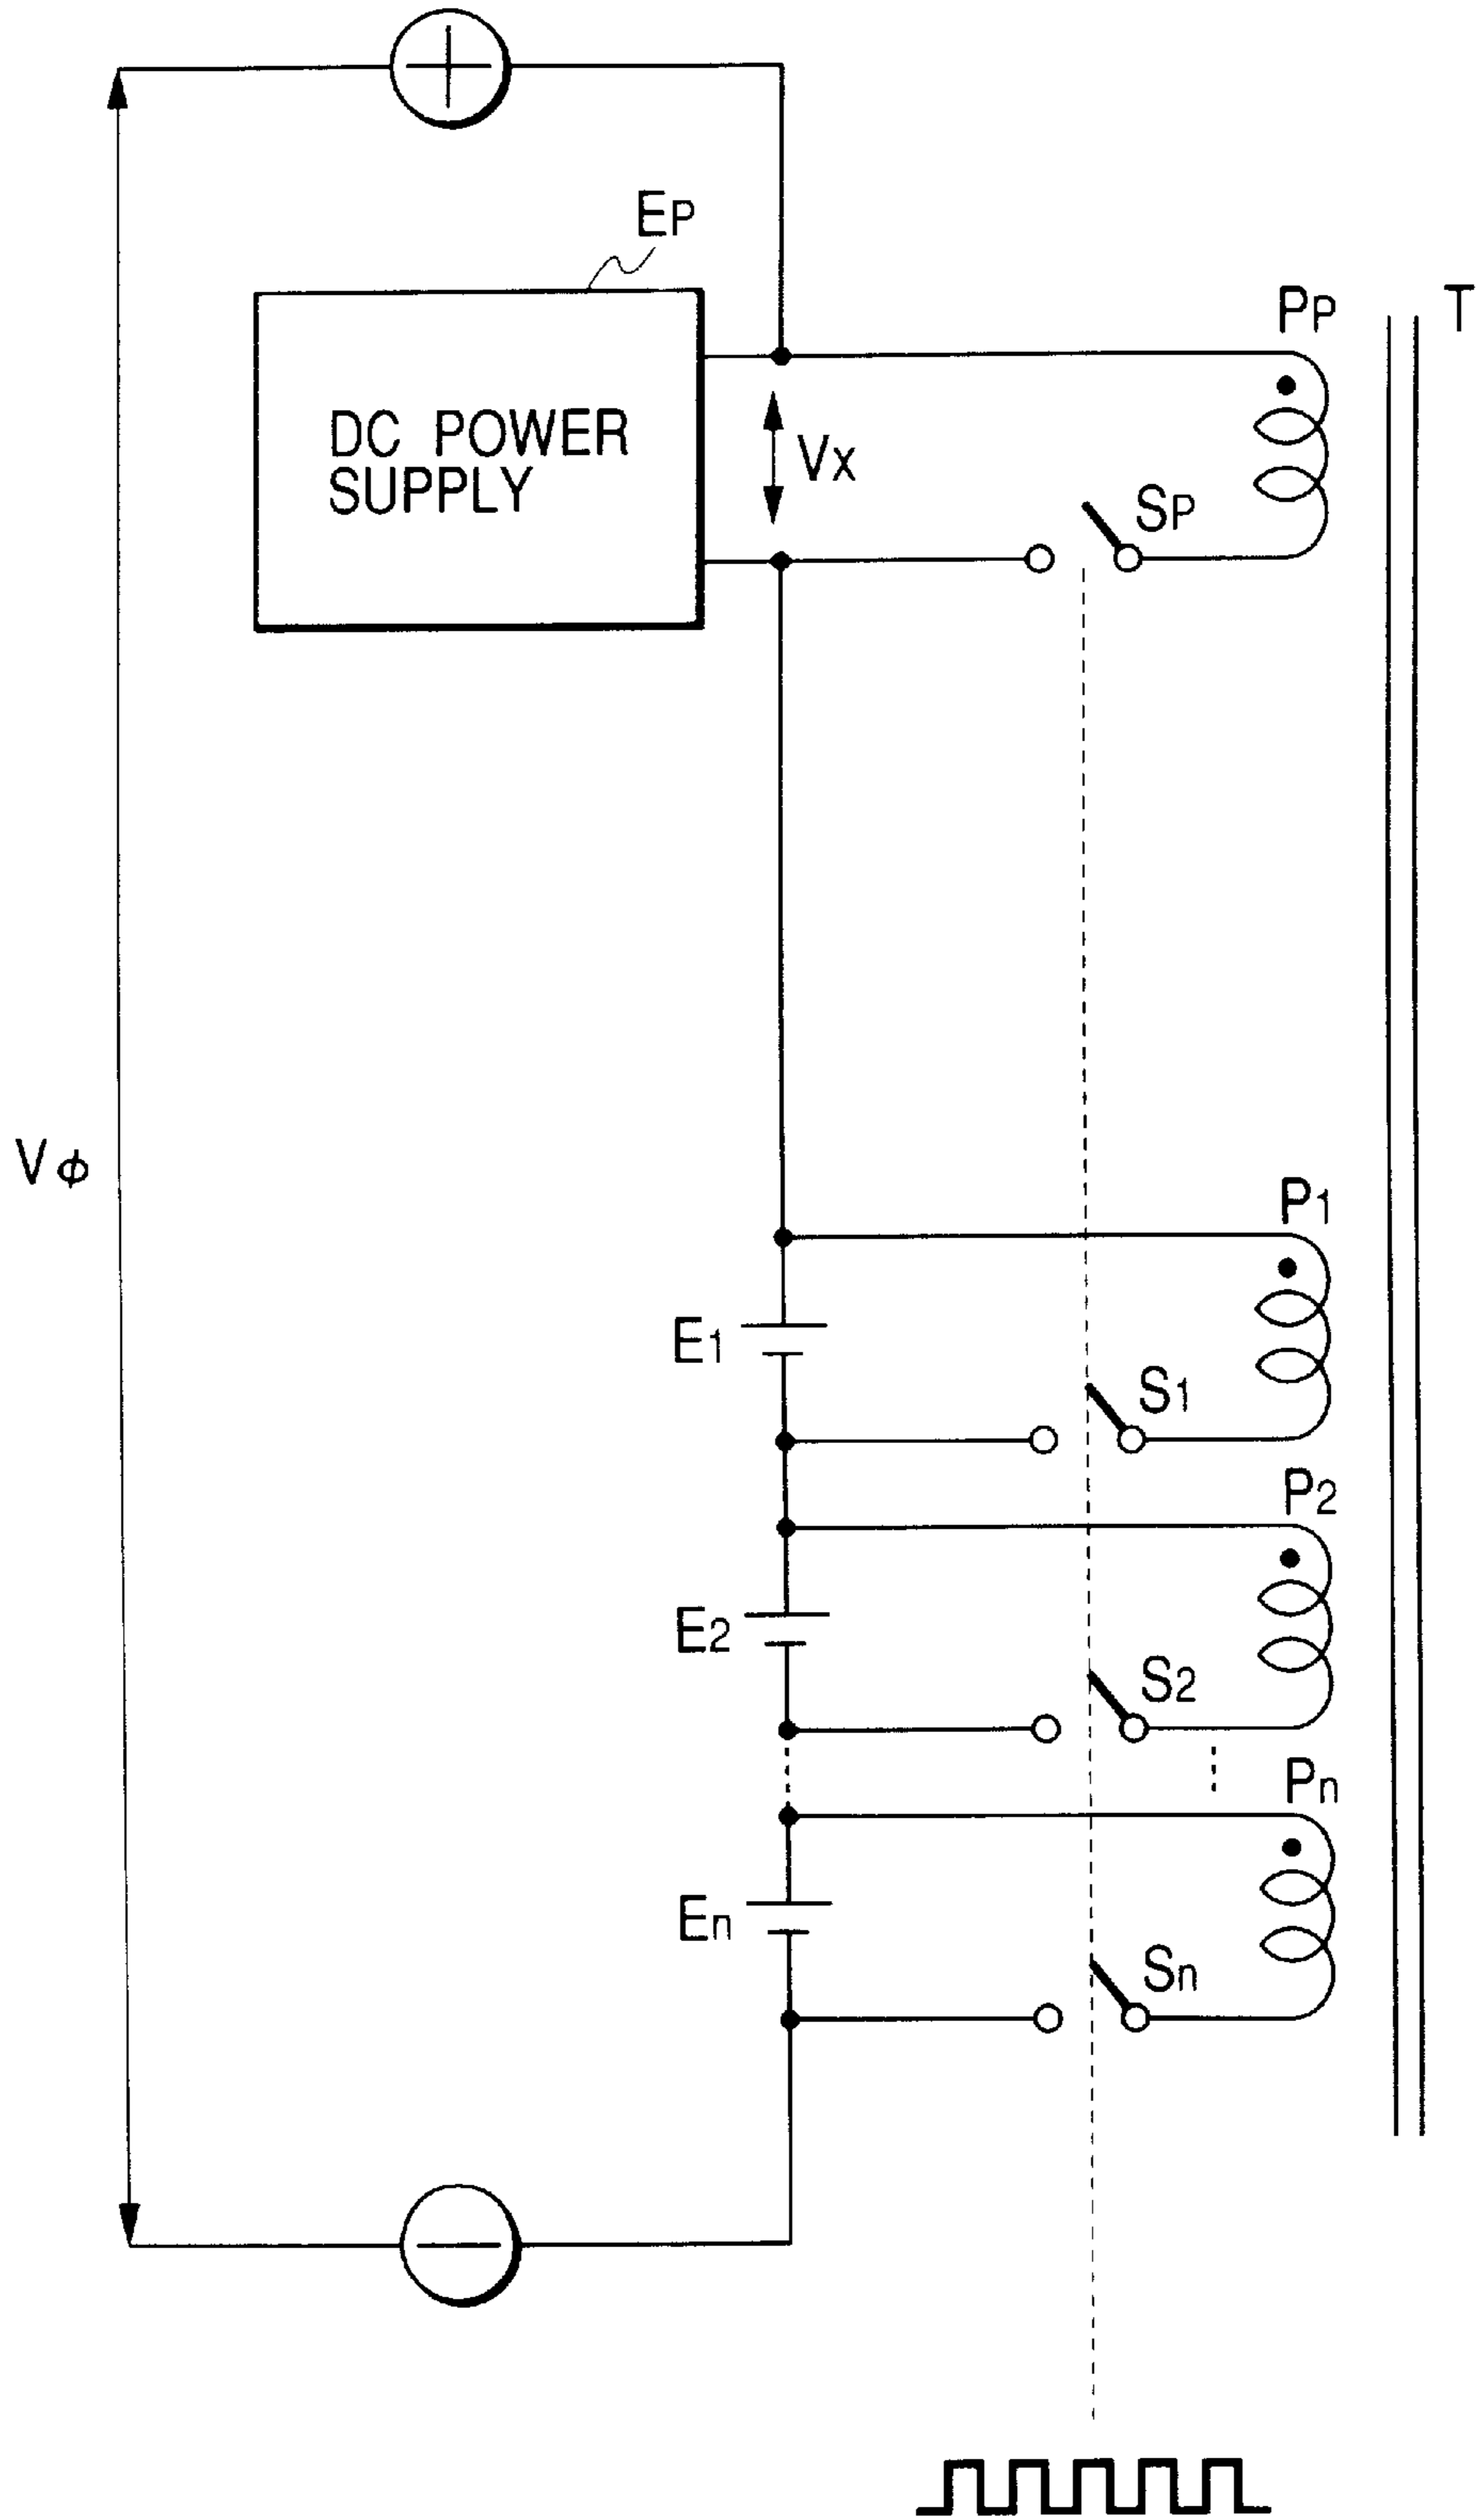 EP
PP
T
DC POWER
SUPPLY
VX
SP
Vφ
P1
E1
S1
P2
E2
S2
Pn
En
Sn